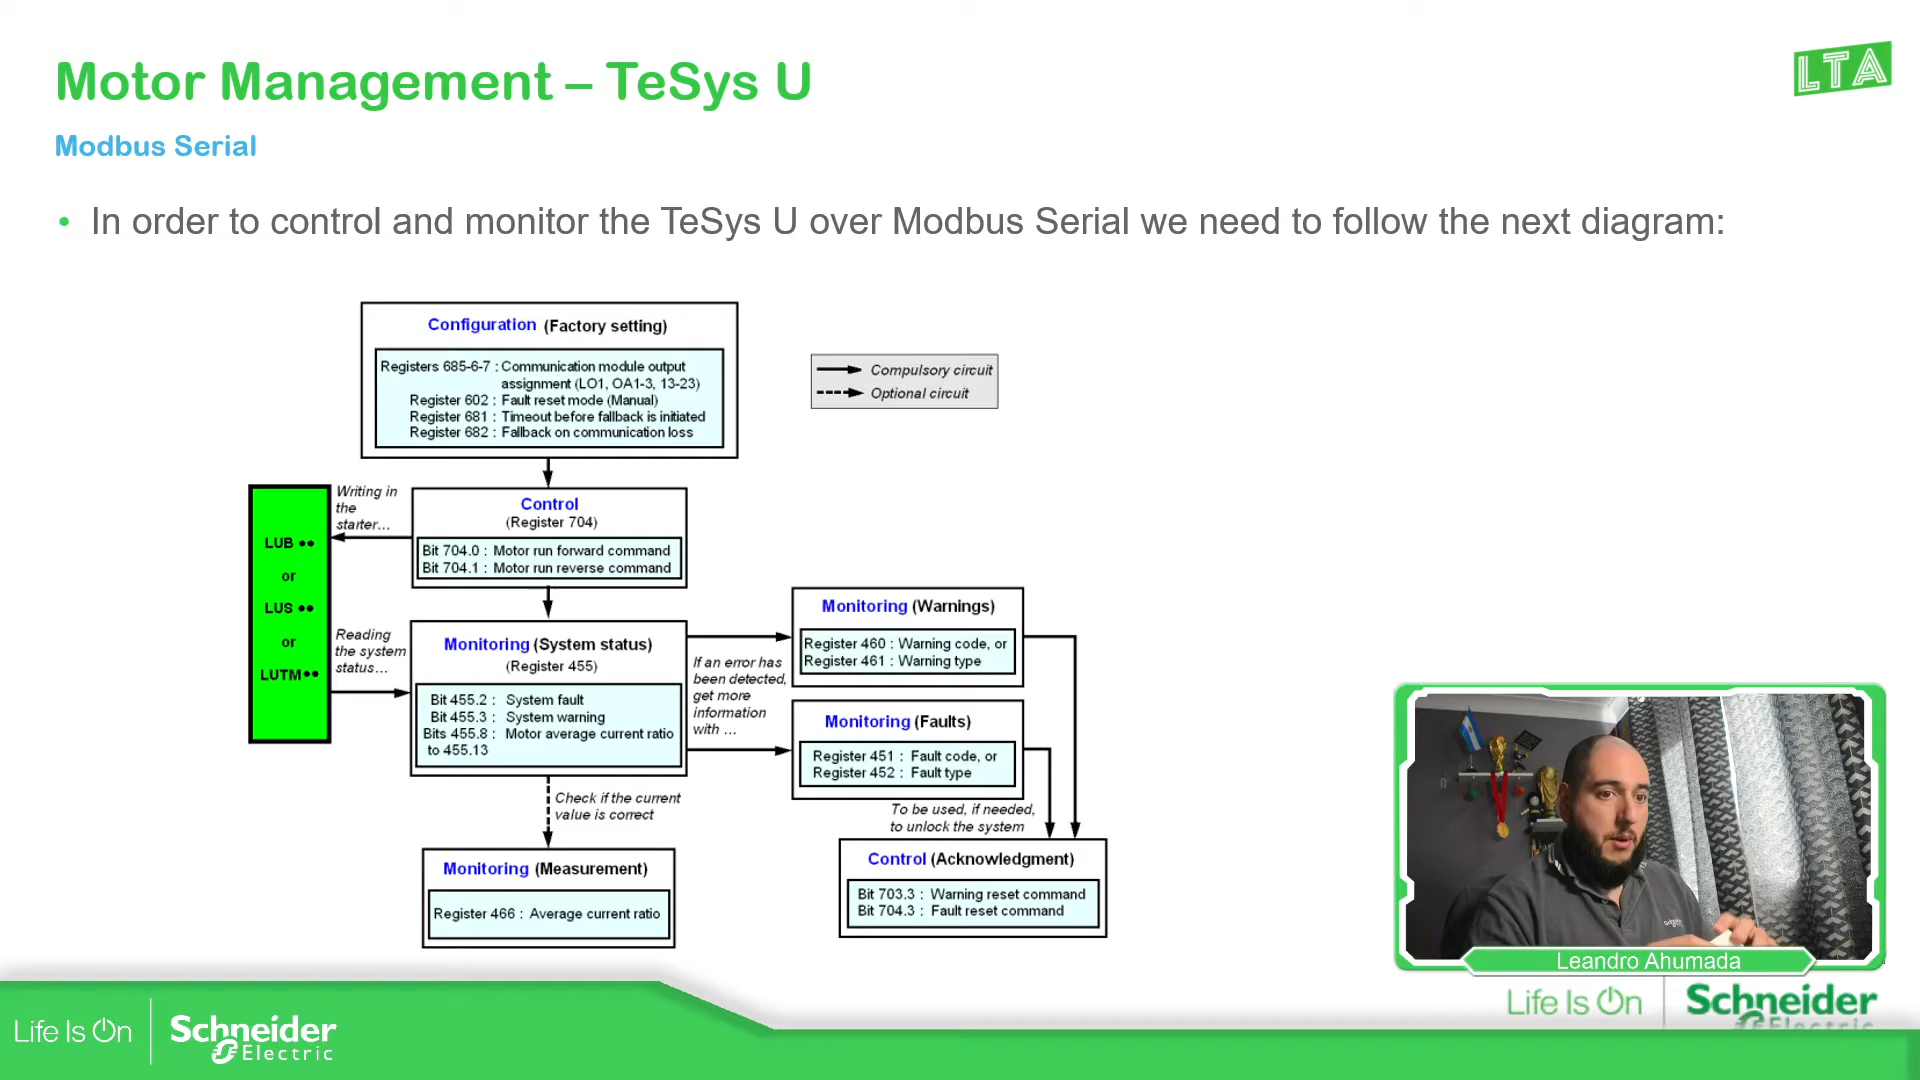 Motor Management – TeSys U
LTA
Modbus Serial
• In order to control and monitor the TeSys U over Modbus Serial we need to follow the next diagram:
Configuration (Factory setting)
Registers 685-6-7 : Communication module output
assignment (LO1, OA1-3, 13-23)
Register 602 : Fault reset mode (Manual)
Register 681 : Timeout before fallback is initiated
Register 682 : Fallback on communication loss
Compulsory circuit
Optional circuit
LUB ••
or
LUS ••
or
LUTM••
Writing in
the
starter...
Control
(Register 704)
Bit 704.0 : Motor run forward command
Bit 704.1 : Motor run reverse command
Reading
the system
status...
Monitoring (System status)
(Register 455)
Bit 455.2 : System fault
Bit 455.3 : System warning
Bits 455.8 : Motor average current ratio
to 455.13
If an error has
been detected,
get more
information
with ...
Monitoring (Warnings)
Register 460 : Warning code, or
Register 461 : Warning type
Monitoring (Faults)
Register 451 : Fault code, or
Register 452 : Fault type
Check if the current
value is correct
To be used, if needed,
to unlock the system
Monitoring (Measurement)
Register 466 : Average current ratio
Control (Acknowledgment)
Bit 703.3 : Warning reset command
Bit 704.3 : Fault reset command
Leandro Ahumada
Life Is On
Schneider
Electric
Life Is On
Schneider
Electric